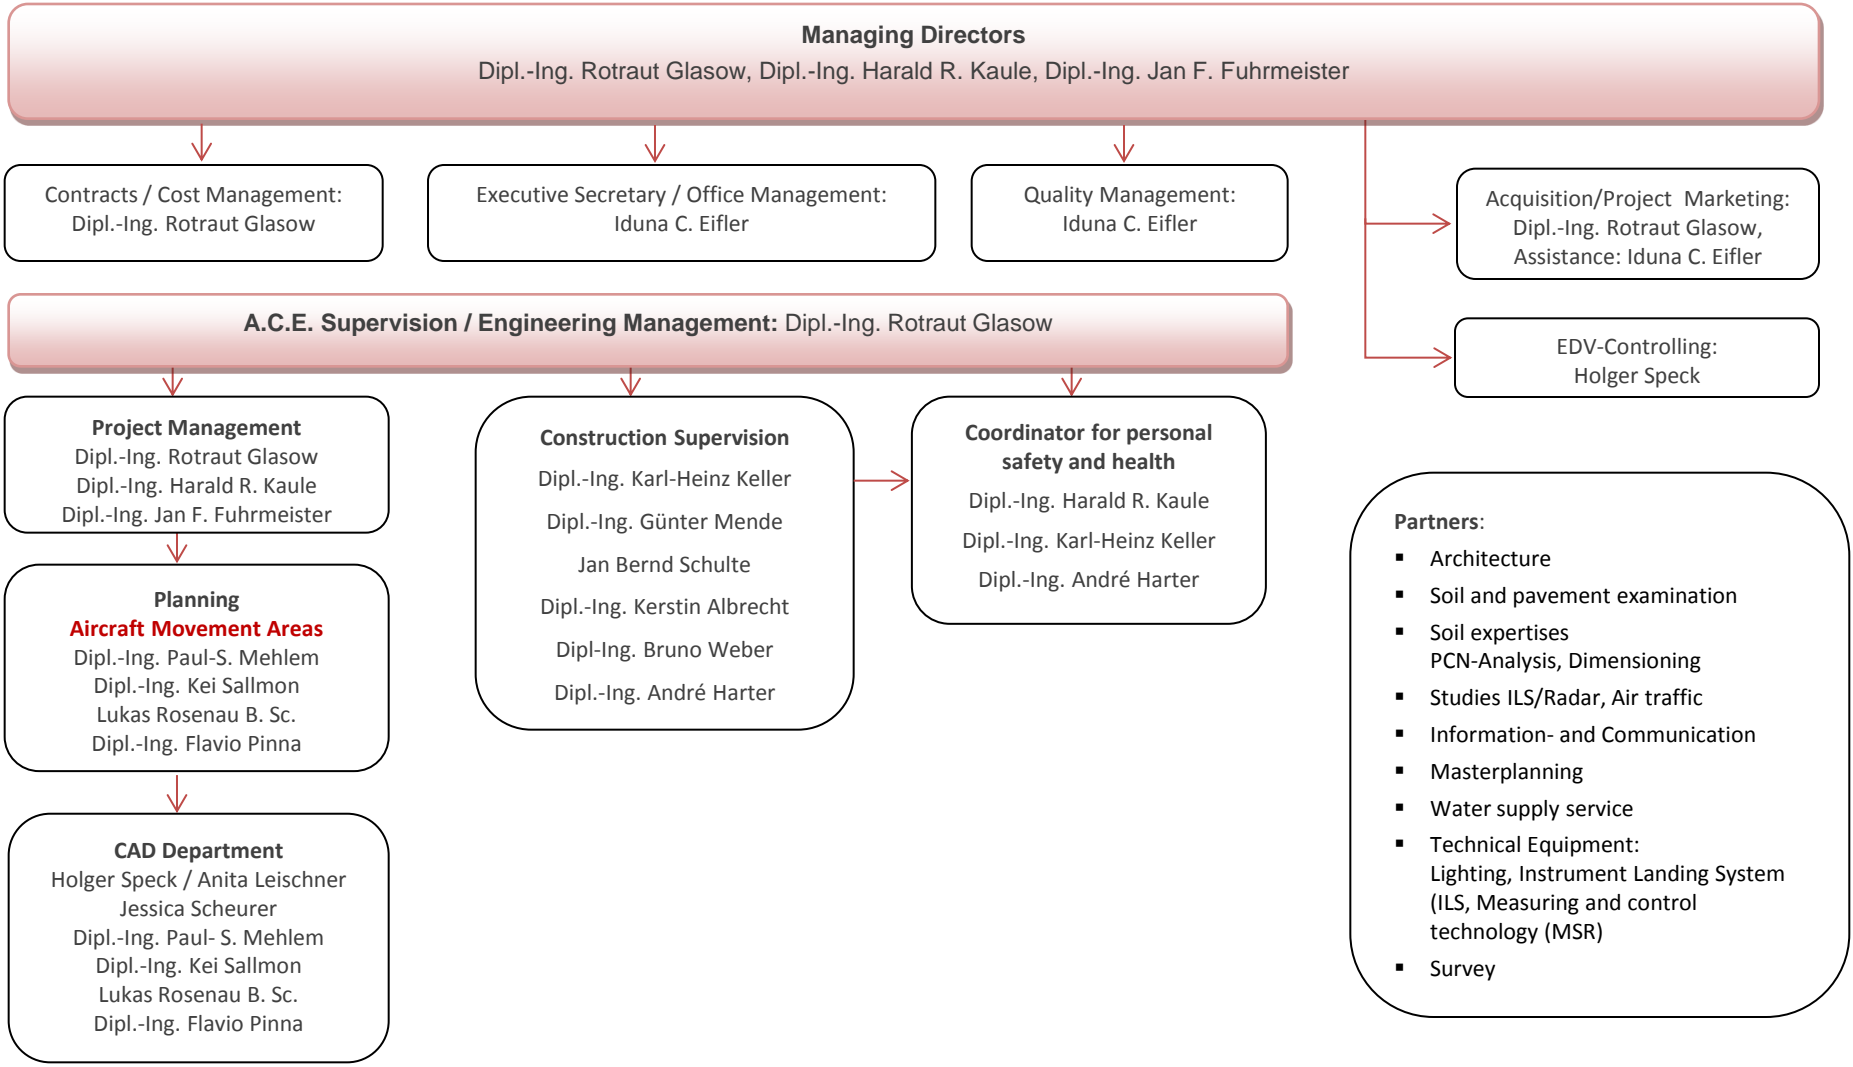 Managing Directors
Dipl.-Ing. Rotraut Glasow, Dipl.-Ing. Harald R. Kaule, Dipl.-Ing. Jan F. Fuhrmeister
Contracts / Cost Management:
Dipl.-Ing. Rotraut Glasow
Executive Secretary / Office Management:
Iduna C. Eifler
Quality Management:
Iduna C. Eifler
Acquisition/Project Marketing:
Dipl.-Ing. Rotraut Glasow,
Assistance: Iduna C. Eifler
EDV-Controlling:
Holger Speck
A.C.E. Supervision / Engineering Management: Dipl.-Ing. Rotraut Glasow
Project Management
Dipl.-Ing. Rotraut Glasow
Dipl.-Ing. Harald R. Kaule
Dipl.-Ing. Jan F. Fuhrmeister
Planning
Aircraft Movement Areas
Dipl.-Ing. Paul-S. Mehlem
Dipl.-Ing. Kei Sallmon
Lukas Rosenau B. Sc.
Dipl.-Ing. Flavio Pinna
CAD Department
Holger Speck / Anita Leischner
Jessica Scheurer
Dipl.-Ing. Paul- S. Mehlem
Dipl.-Ing. Kei Sallmon
Lukas Rosenau B. Sc.
Dipl.-Ing. Flavio Pinna
Construction Supervision
Dipl.-Ing. Karl-Heinz Keller
Dipl.-Ing. Günter Mende
Jan Bernd Schulte
Dipl.-Ing. Kerstin Albrecht
Dipl-Ing. Bruno Weber
Dipl.-Ing. André Harter
Coordinator for personal
safety and health
Dipl.-Ing. Harald R. Kaule
Dipl.-Ing. Karl-Heinz Keller
Dipl.-Ing. André Harter
Partners:
▪ Architecture
▪ Soil and pavement examination
▪ Soil expertises
PCN-Analysis, Dimensioning
▪ Studies ILS/Radar, Air traffic
▪ Information- and Communication
▪ Masterplanning
▪ Water supply service
▪ Technical Equipment:
Lighting, Instrument Landing System
(ILS, Measuring and control
technology (MSR)
▪ Survey